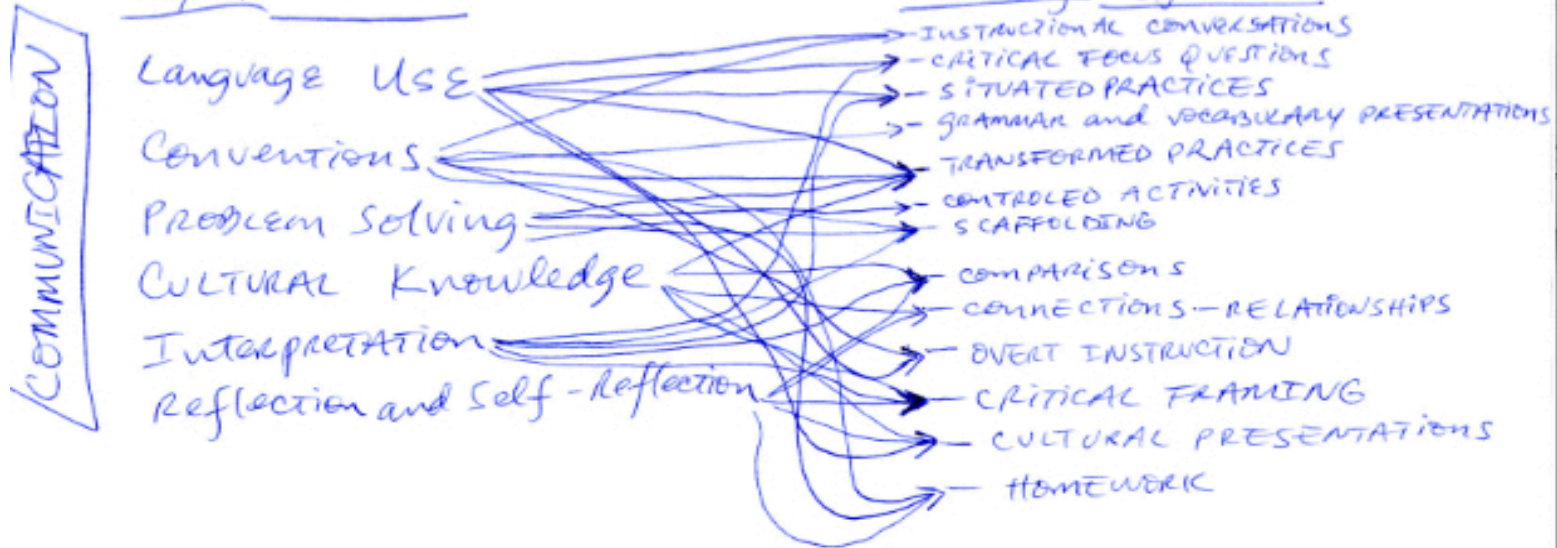 COMMUNICATION
Language Use
Conventions
Problem Solving
CULTURAL Knowledge
Interpretation
Reflection and Self-Reflection
- INSTRUCTIONAL CONVERSATIONS
- CRITICAL FOCUS QUESTIONS
- SITUATED PRACTICES
- GRAMMAR and VOCABULARY PRESENTATIONS
- TRANSFORMED PRACTICES
- CONTROLED ACTIVITIES
- SCAFFOLDING
- COMPARISONS
- CONNECTIONS - RELATIONSHIPS
- OVERT INSTRUCTION
- CRITICAL FRAMING
- CULTURAL PRESENTATIONS
- HOMEWORK